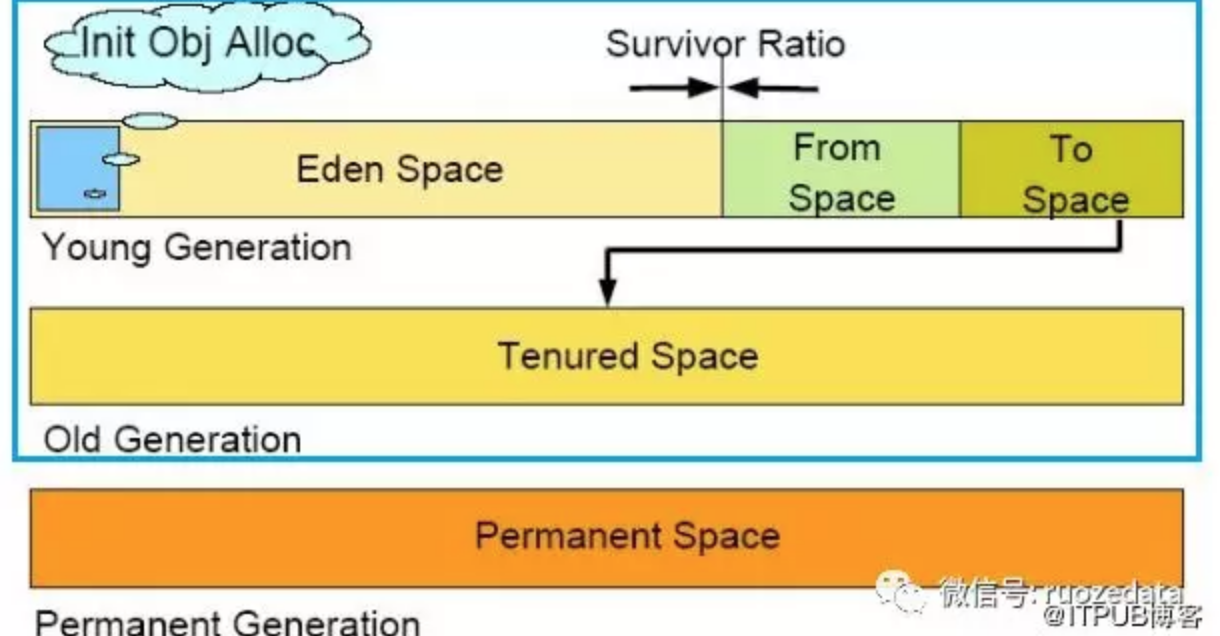 Init Obj Alloc
Survivor Ratio
Eden Space
From
Space
To
Space
Young Generation
Tenured Space
Old Generation
Permanent Space
Permanent Generation
微信号: ruozedata
@ITPUB博客